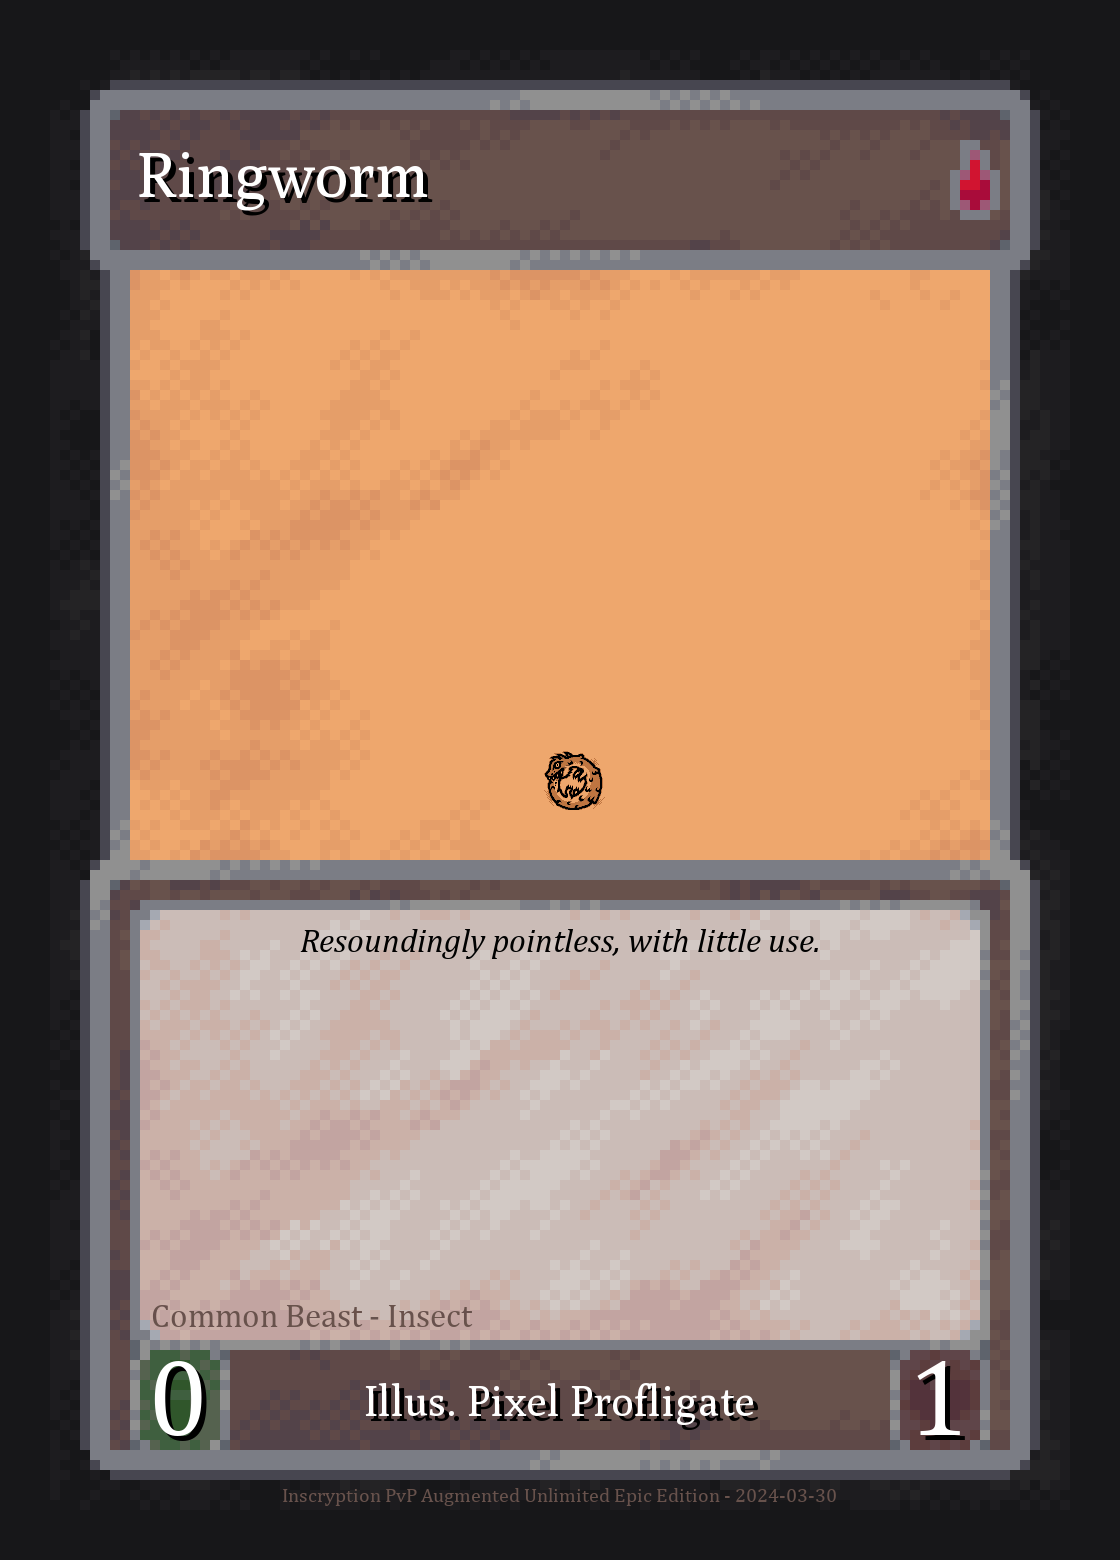 Ringworm
Resoundingly pointless, with little use.
Common Beast - Insect
0
Illus. Pixel Profligate
1
Inscryption PvP Augmented Unlimited Epic Edition - 2024-03-30